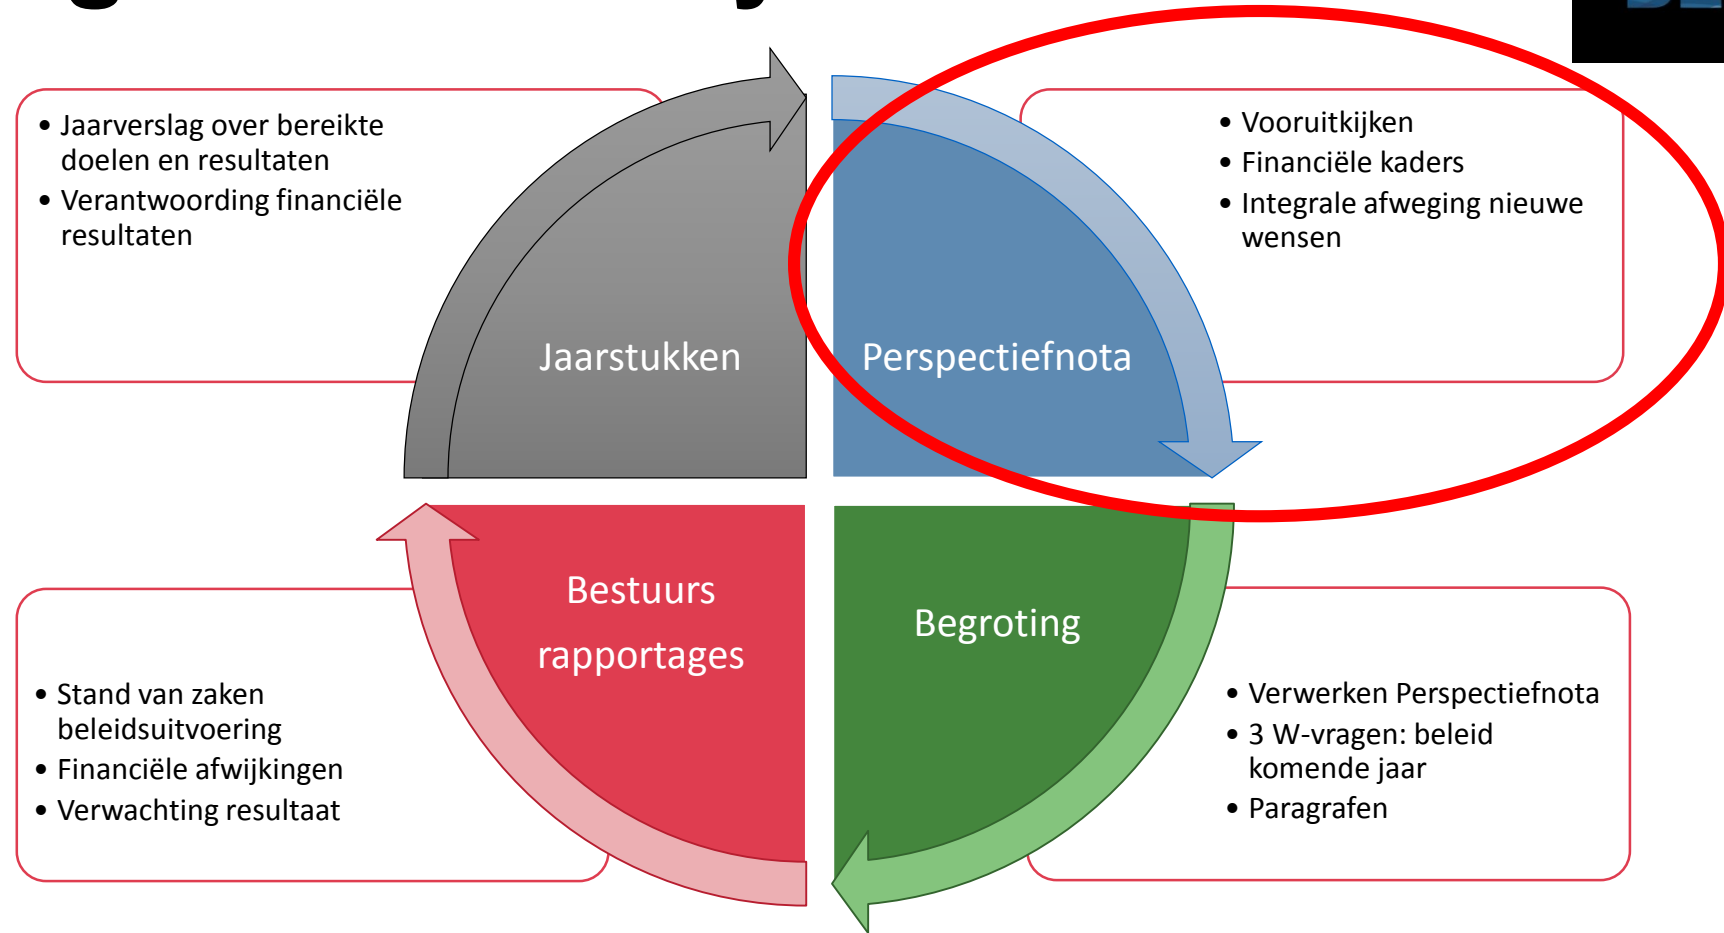 • Jaarverslag over bereikte
doelen en resultaten
• Verantwoording financiële
resultaten
Jaarstukken
• Vooruitkijken
• Financiële kaders
• Integrale afweging nieuwe
wensen
Perspectiefnota
Bestuurs
rapportages
• Stand van zaken
beleidsuitvoering
• Financiële afwijkingen
• Verwachting resultaat
Begroting
• Verwerken Perspectiefnota
• 3 W-vragen: beleid
komende jaar
• Paragrafen